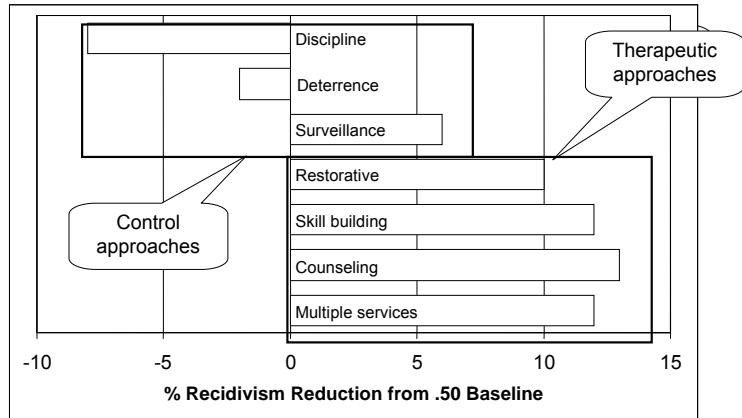 Discipline
Deterrence
Surveillance
Restorative
Skill building
Counseling
Multiple services
Therapeutic
approaches
Control
approaches
-10 -5 0 5 10 15
% Recidivism Reduction from .50 Baseline